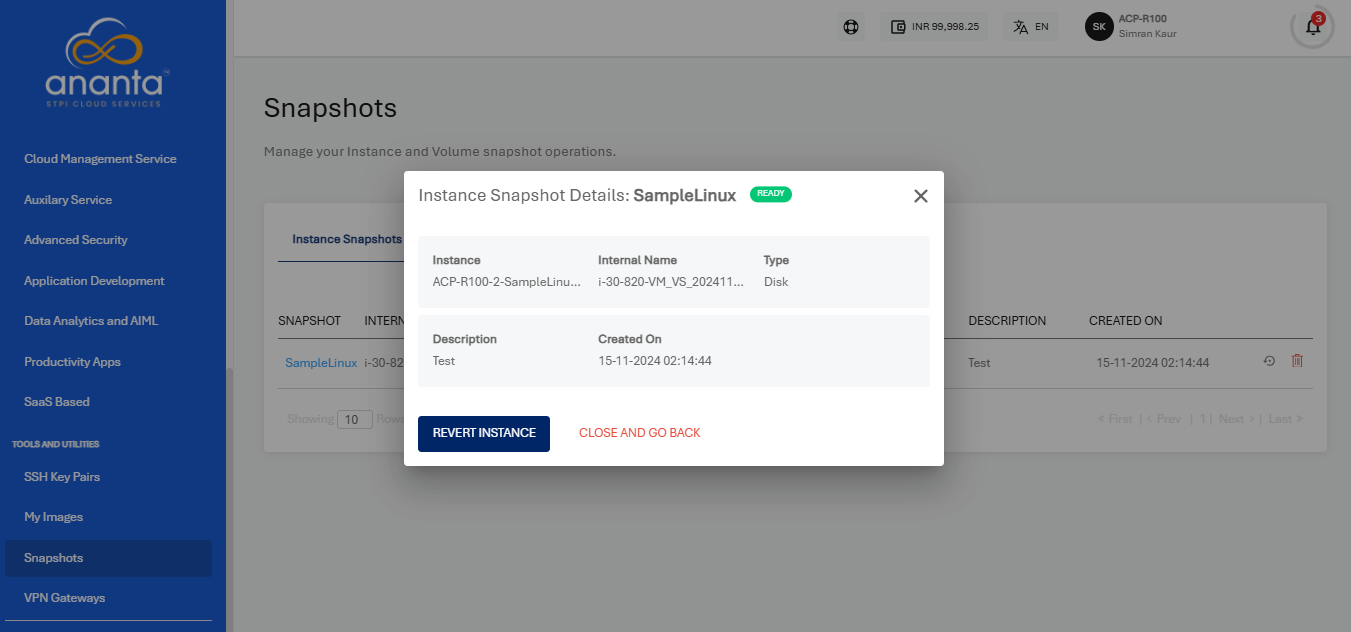 ananta
STPI CLOUD SERVICES
Cloud Management Service
Auxilary Service
Advanced Security
Application Development
Data Analytics and AIML
Productivity Apps
SaaS Based
TOOLS AND UTILITIES
SSH Key Pairs
My Images
Snapshots
VPN Gateways
INR 99,998.25
EN
SK
ACP-R100
Simran Kaur
3
Snapshots
Manage your Instance and Volume snapshot operations.
Instance Snapshots
SNAPSHOT INTERN DESCRIPTION CREATED ON
SampleLinux i-30-82 Test 15-11-2024 02:14:44
Showing 10 Rows
< First | < Prev | 1 | Next > | Last >
Instance Snapshot Details: SampleLinux READY
Instance Internal Name Type
ACP-R100-2-SampleLinu... i-30-820-VM_VS_202411... Disk
Description Created On
Test 15-11-2024 02:14:44
REVERT INSTANCE CLOSE AND GO BACK